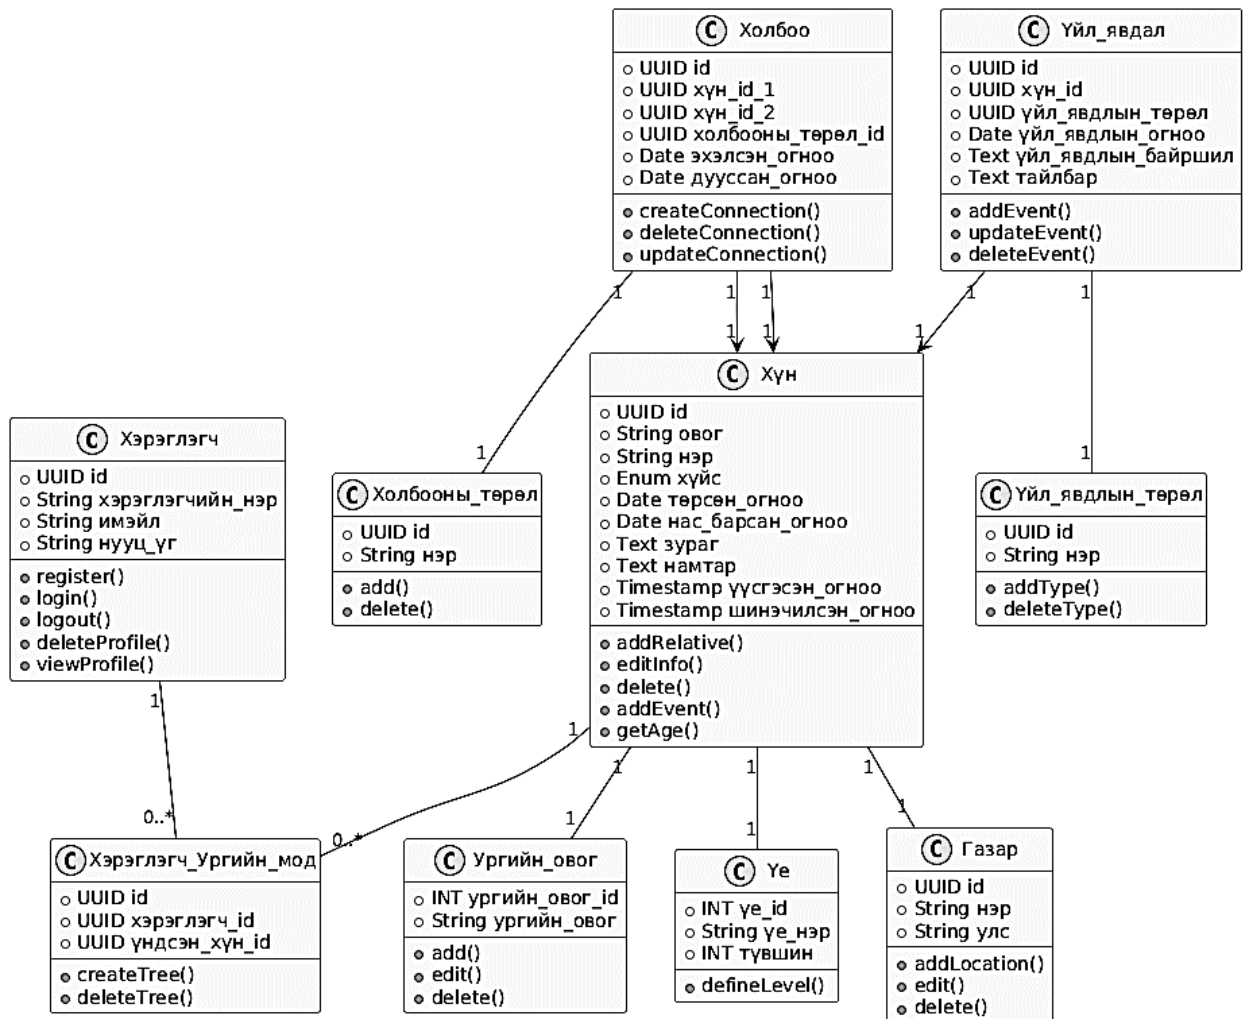 C Холбоо
UUID id
UUID хүн_id_1
UUID хүн_id_2
UUID холбооны_төрөл_id
Date эхэлсэн_огноо
Date дууссан_огноо
createConnection()
deleteConnection()
updateConnection()
C Үйл_явдал
UUID id
UUID хүн_id
UUID үйл_явдлын_төрөл
Date үйл_явдлын_огноо
Text үйл_явдлын_байршил
Text тайлбар
addEvent()
updateEvent()
deleteEvent()
1
1
1
1
1
1
1
1
C Хүн
UUID id
String овог
String нэр
Enum хүйс
Date төрсөн_огноо
Date нас_барсан_огноо
Text зураг
Text намтар
Timestamp үүсгэсэн_огноо
Timestamp шинэчилсэн_огноо
addRelative()
editInfo()
delete()
addEvent()
getAge()
C Хэрэглэгч
UUID id
String хэрэглэгчийн_нэр
String имэйл
String нууц_үг
register()
login()
logout()
deleteProfile()
viewProfile()
1
C Холбооны_төрөл
UUID id
String нэр
add()
delete()
1
C Үйл_явдлын_төрөл
UUID id
String нэр
addType()
deleteType()
1
1
1
1
1
0..*
0..*
1
1
1
C Хэрэглэгч_Ургийн_мод
UUID id
UUID хэрэглэгч_id
UUID үндсэн_хүн_id
createTree()
deleteTree()
C Ургийн_овог
INT ургийн_овог_id
String ургийн_овог
add()
edit()
delete()
C Үе
INT үе_id
String үе_нэр
INT түвшин
defineLevel()
C Газар
UUID id
String нэр
String улс
addLocation()
edit()
delete()